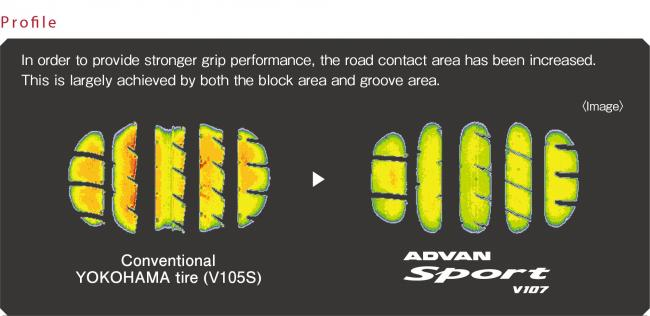 Profile
In order to provide stronger grip performance, the road contact area has been increased.
This is largely achieved by both the block area and groove area.
〈Image〉
Conventional
YOKOHAMA tire (V105S)
ADVAN
Sport
V107